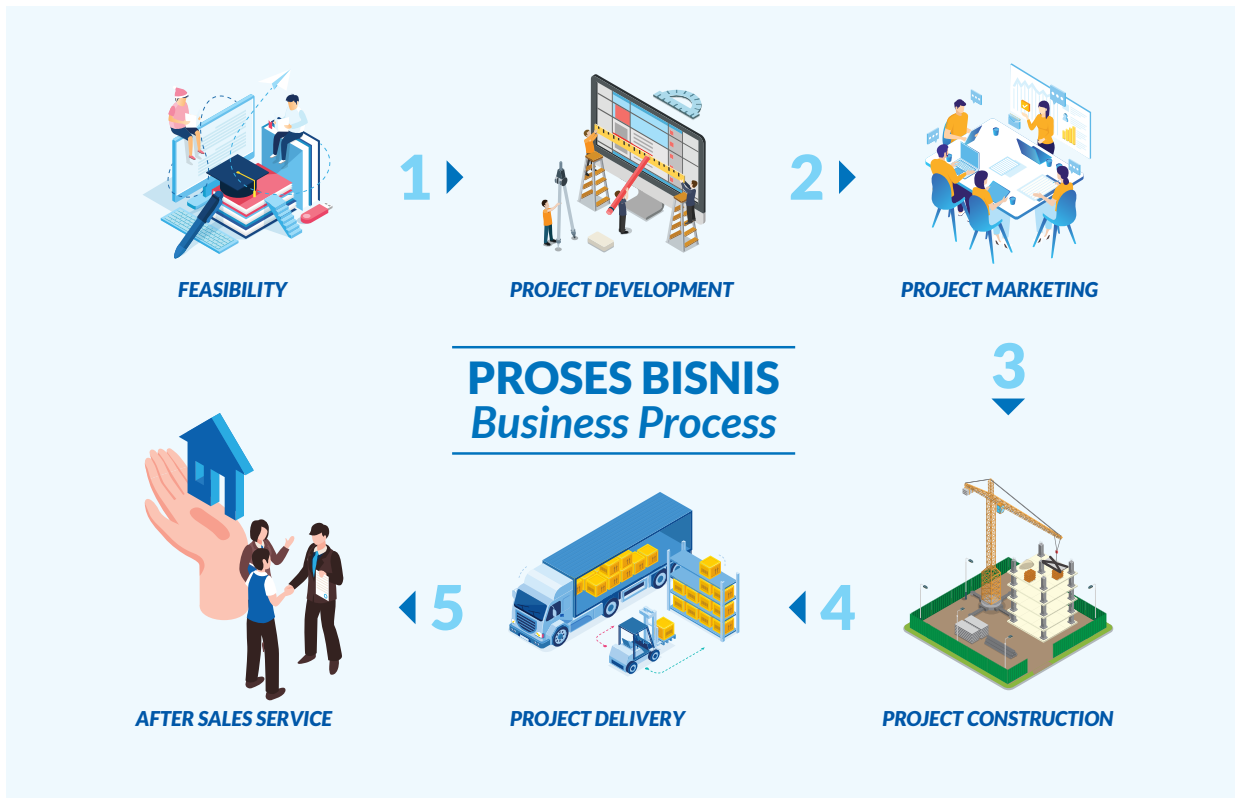 1
2
FEASIBILITY
PROJECT DEVELOPMENT
PROJECT MARKETING
3
PROSES BISNIS
Business Process
5
4
AFTER SALES SERVICE
PROJECT DELIVERY
PROJECT CONSTRUCTION